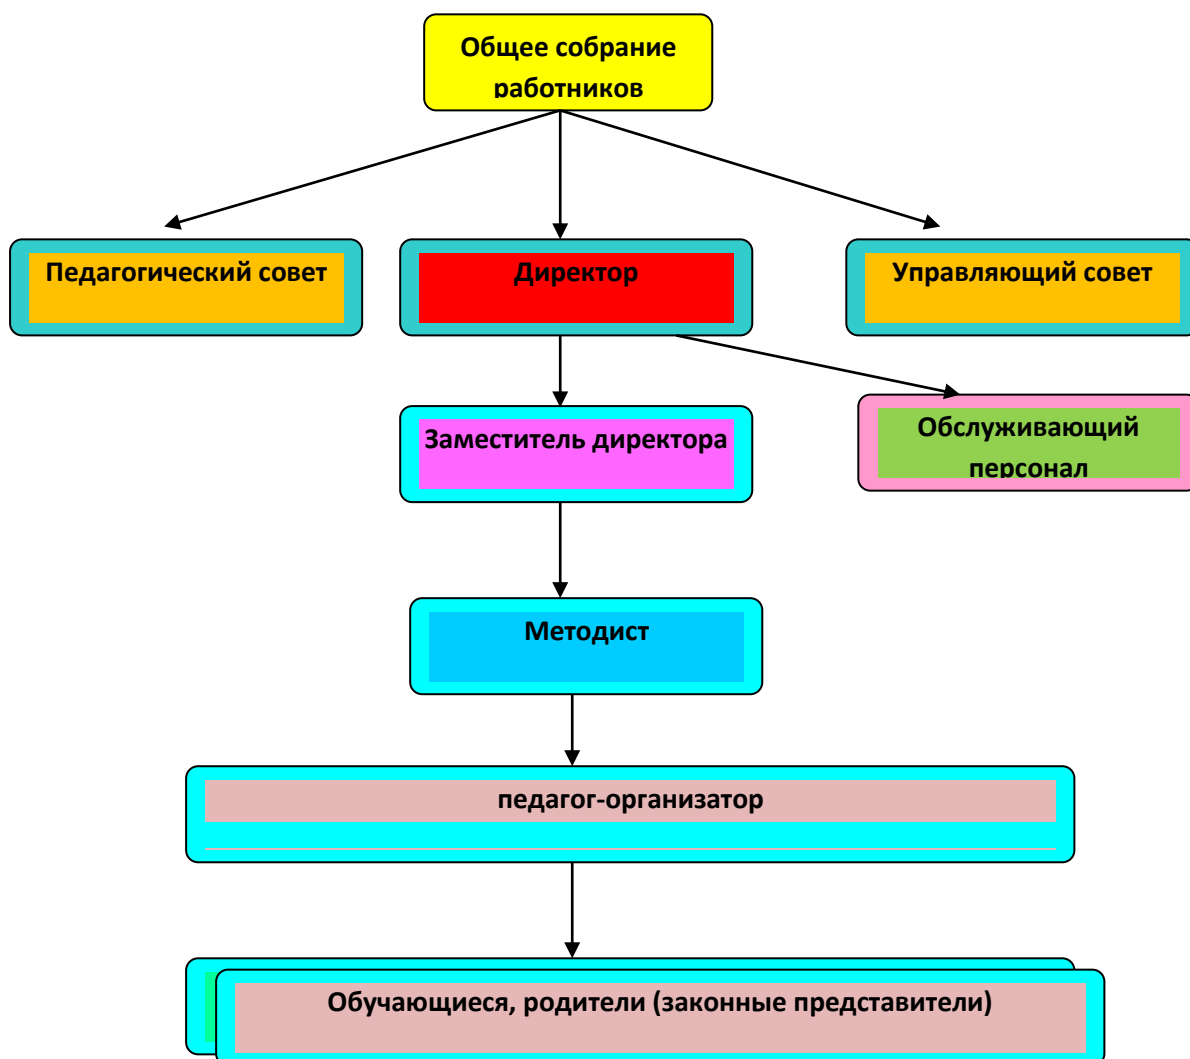 Общее собрание
работников
Педагогический совет
Директор
Управляющий совет
Заместитель директора
Обслуживающий
персонал
Методист
педагог-организатор
Обучающиеся, родители (законные представители)